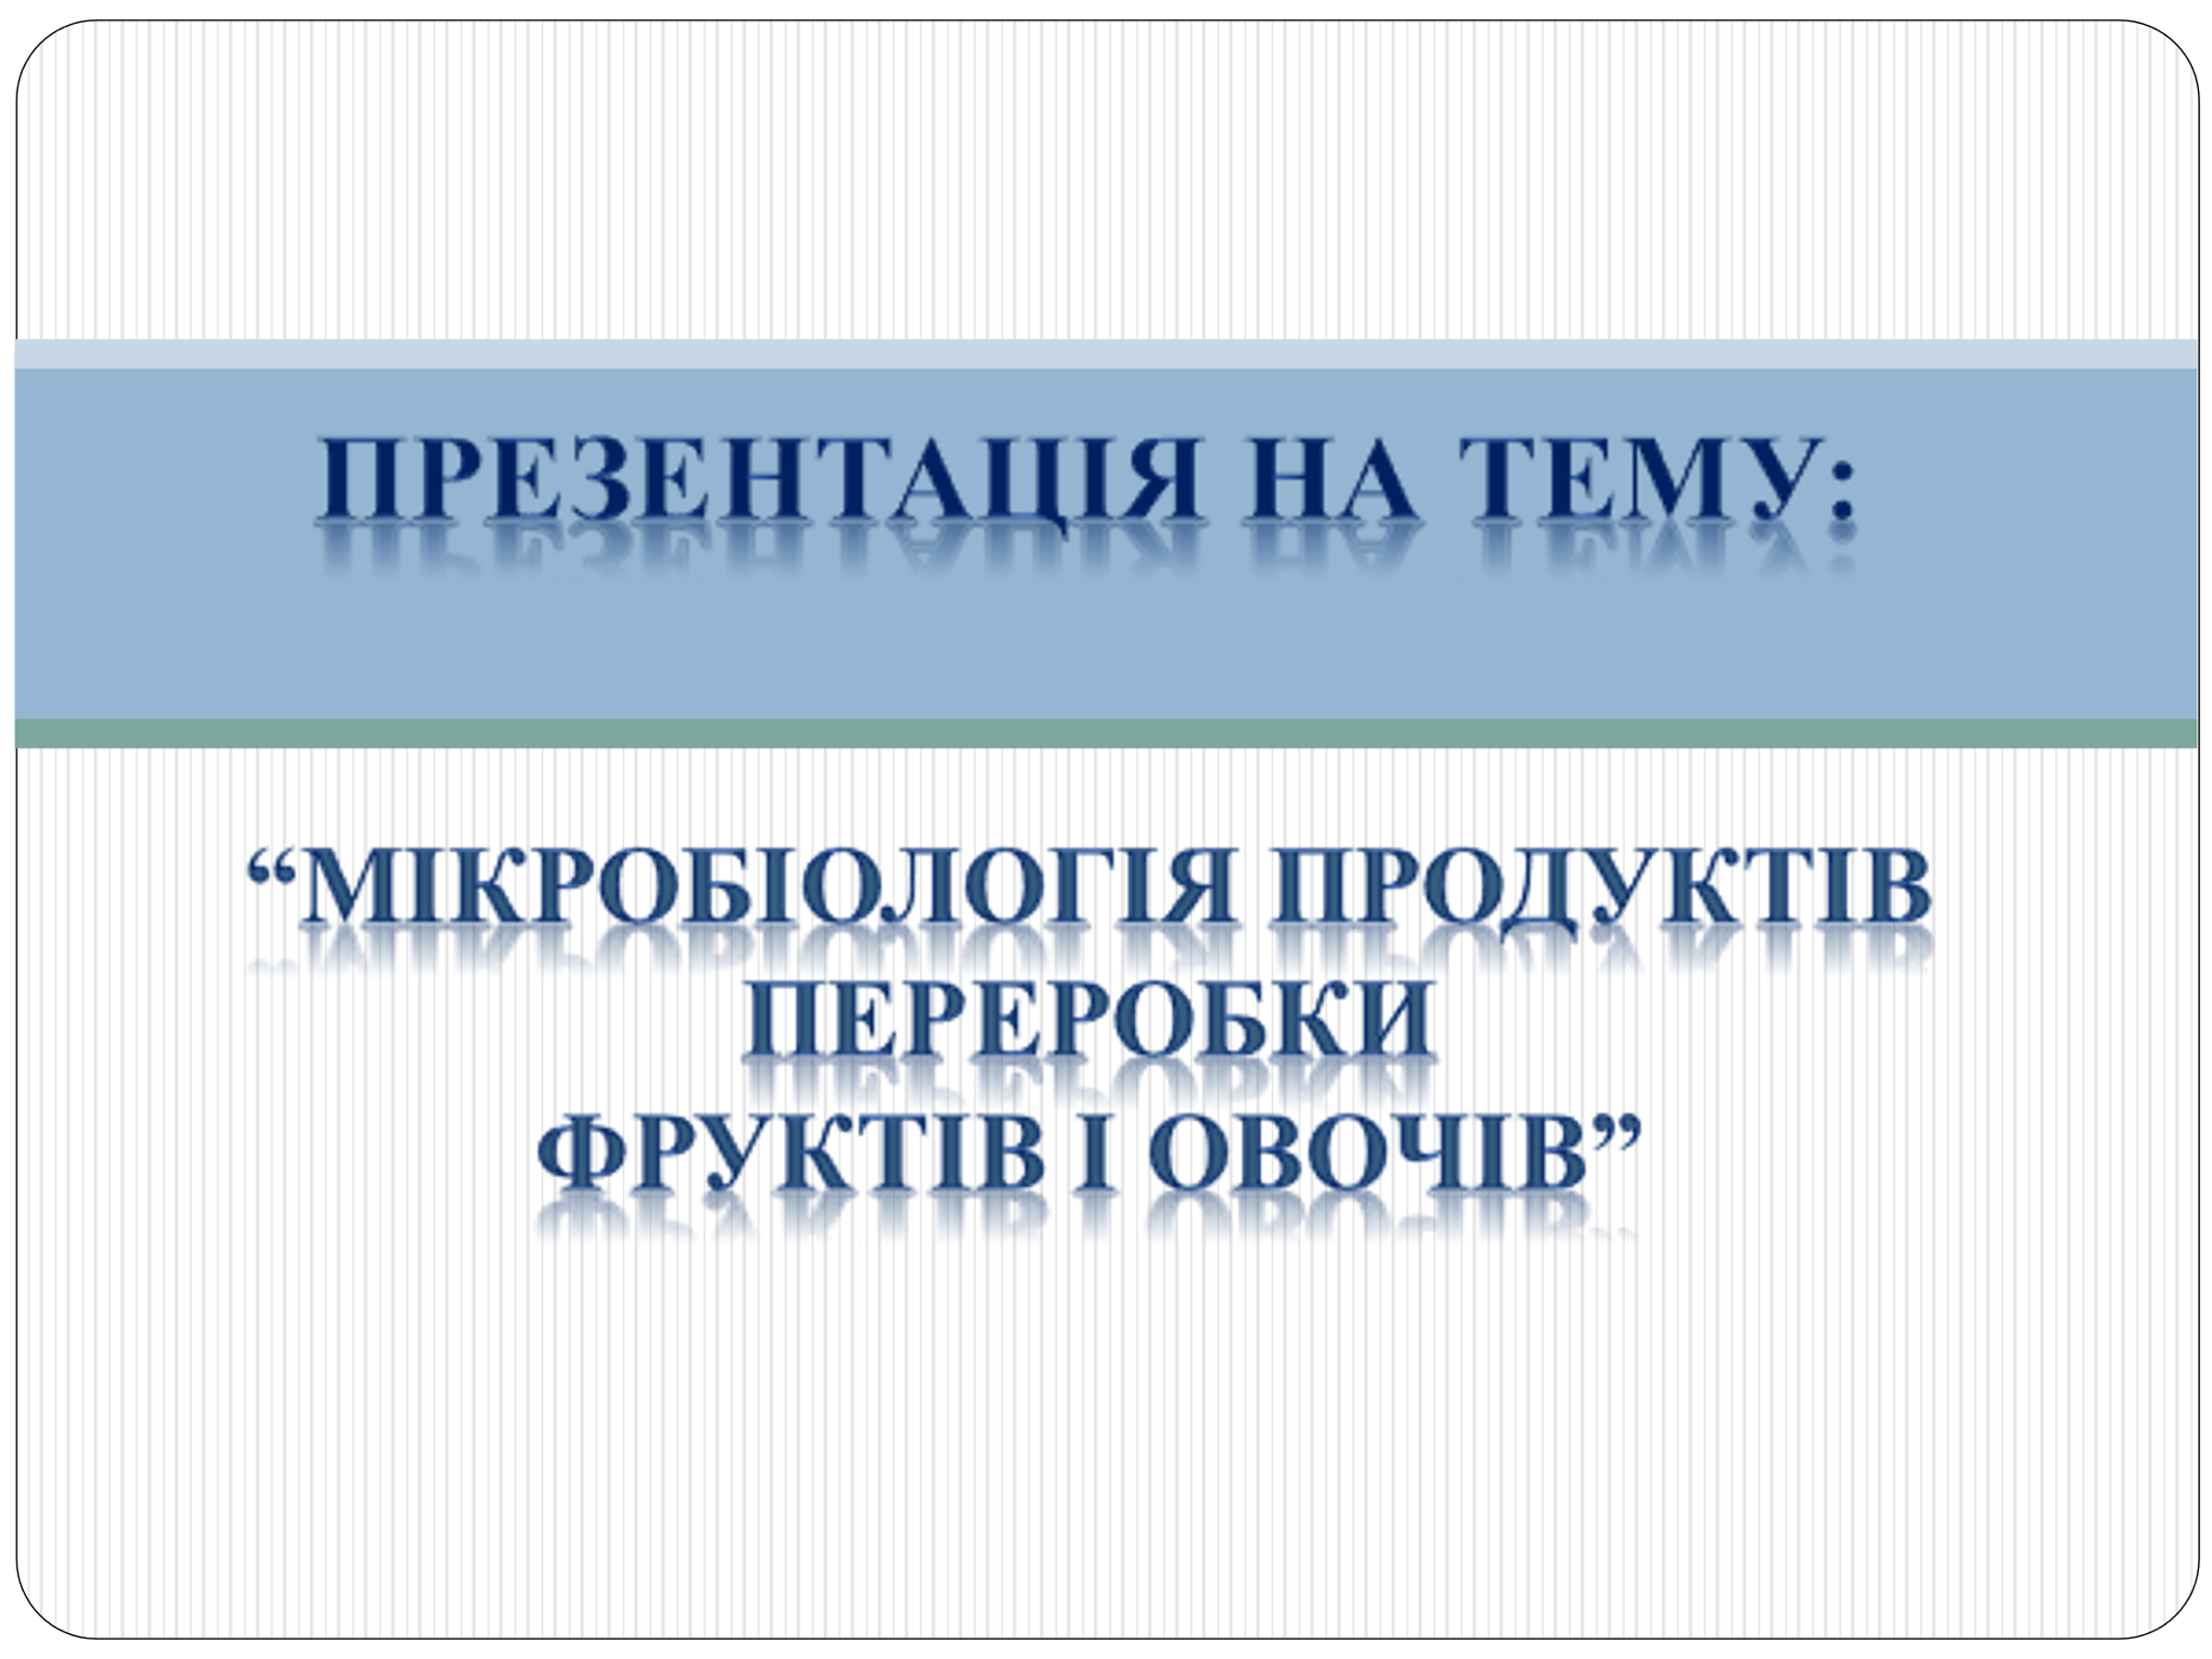 ПРЕЗЕНТАЦІЯ НА ТЕМУ:
“МІКРОБІОЛОГІЯ ПРОДУКТІВ
ПЕРЕРОБКИ
ФРУКТІВ І ОВОЧІВ”